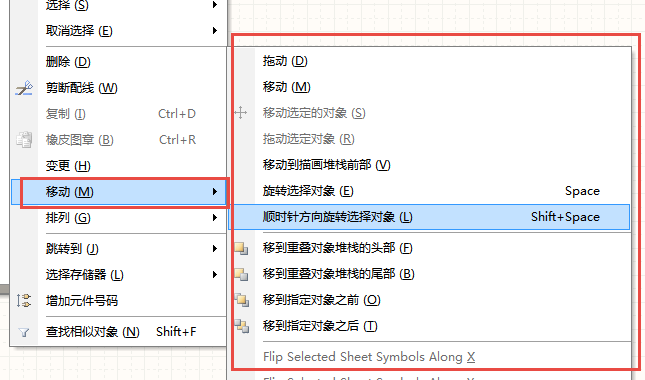 选择 (S)
取消选择 (E)
删除 (D)
剪断配线 (W)
复制 (I) Ctrl+D
橡皮图章 (B) Ctrl+R
变更 (H)
移动 (M)
排列 (G)
跳转到 (J)
选择存储器 (L)
增加元件号码
查找相似对象 (N) Shift+F
拖动 (D)
移动 (M)
移动选定的对象 (S)
拖动选定对象 (R)
移动到描画堆栈前部 (V)
旋转选择对象 (E) Space
顺时针方向旋转选择对象 (L) Shift+Space
移到重叠对象堆栈的头部 (F)
移到重叠对象堆栈的尾部 (B)
移到指定对象之前 (O)
移到指定对象之后 (T)
Flip Selected Sheet Symbols Along X